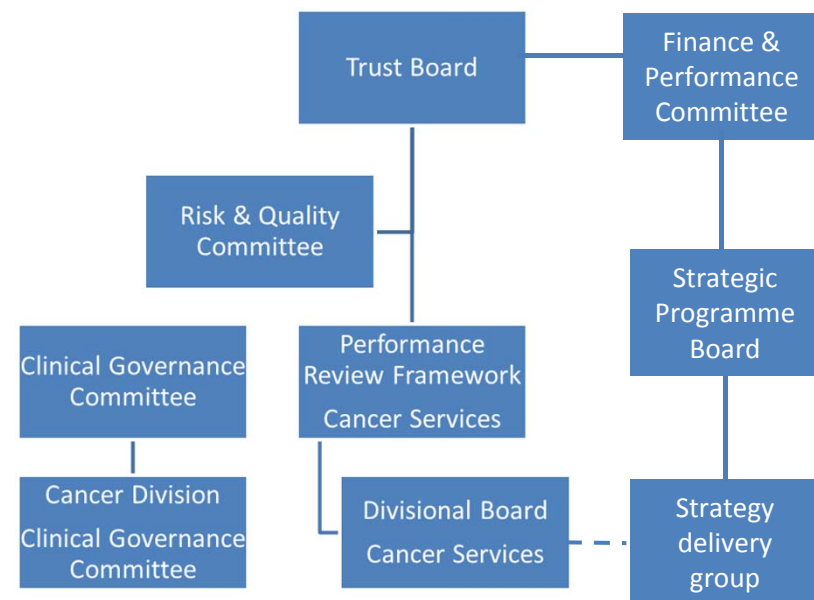 Trust Board
Finance &
Performance
Committee
Risk & Quality
Committee
Strategic
Programme
Board
Clinical Governance
Committee
Performance
Review Framework
Cancer Services
Cancer Division
Clinical Governance
Committee
Divisional Board
Cancer Services
Strategy
delivery
group